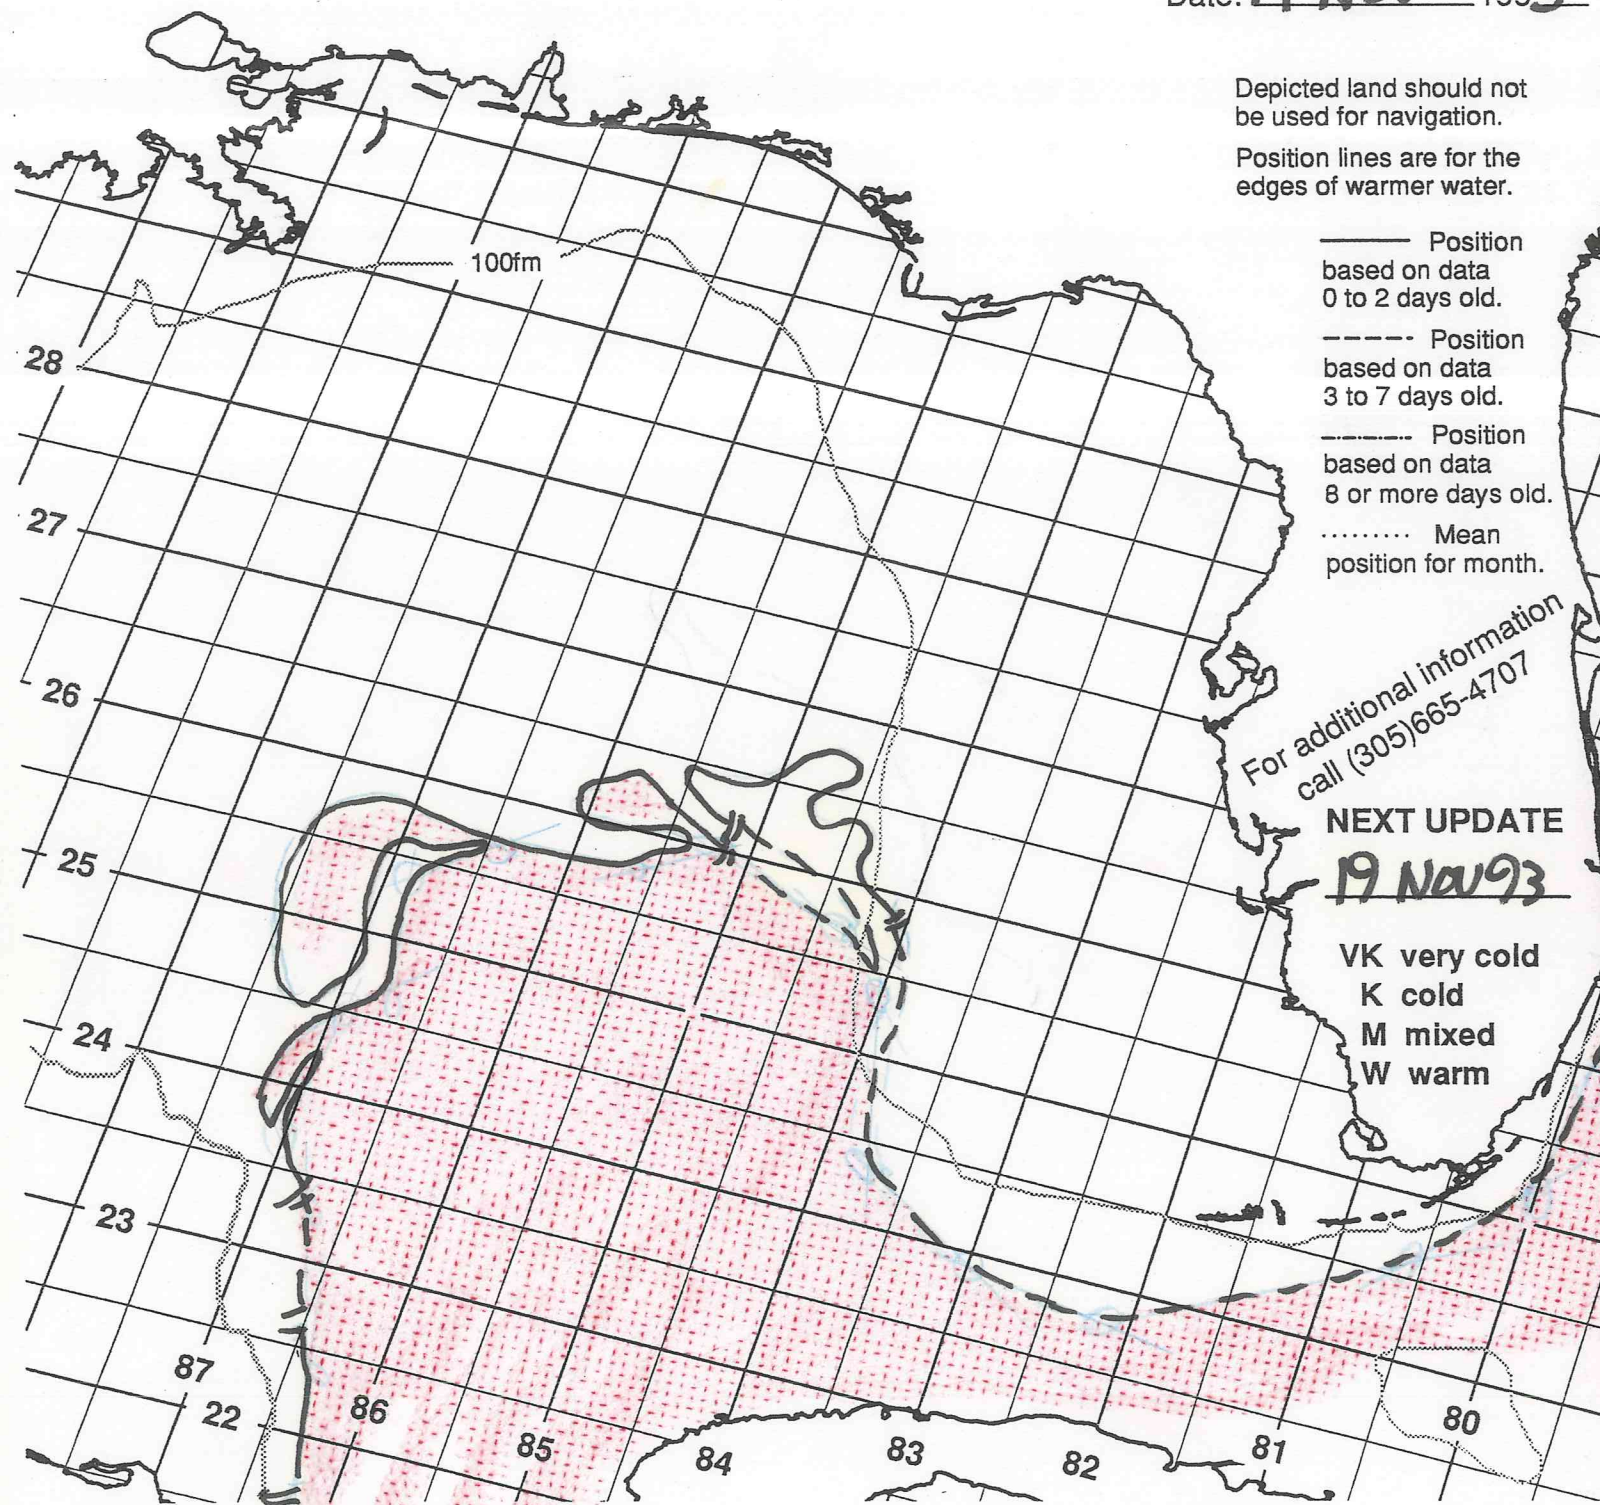 Date:
Depicted land should not
be used for navigation.
Position lines are for the
edges of warmer water.
Position
based on data
0 to 2 days old.
Position
based on data
3 to 7 days old.
Position
based on data
8 or more days old.
Mean
position for month.
For additional information
call (305)665-4707
NEXT UPDATE
19 NOV 93
VK very cold
K cold
M mixed
W warm
100fm
28
27
26
25
24
23
22
87
86
85
84
83
82
81
80